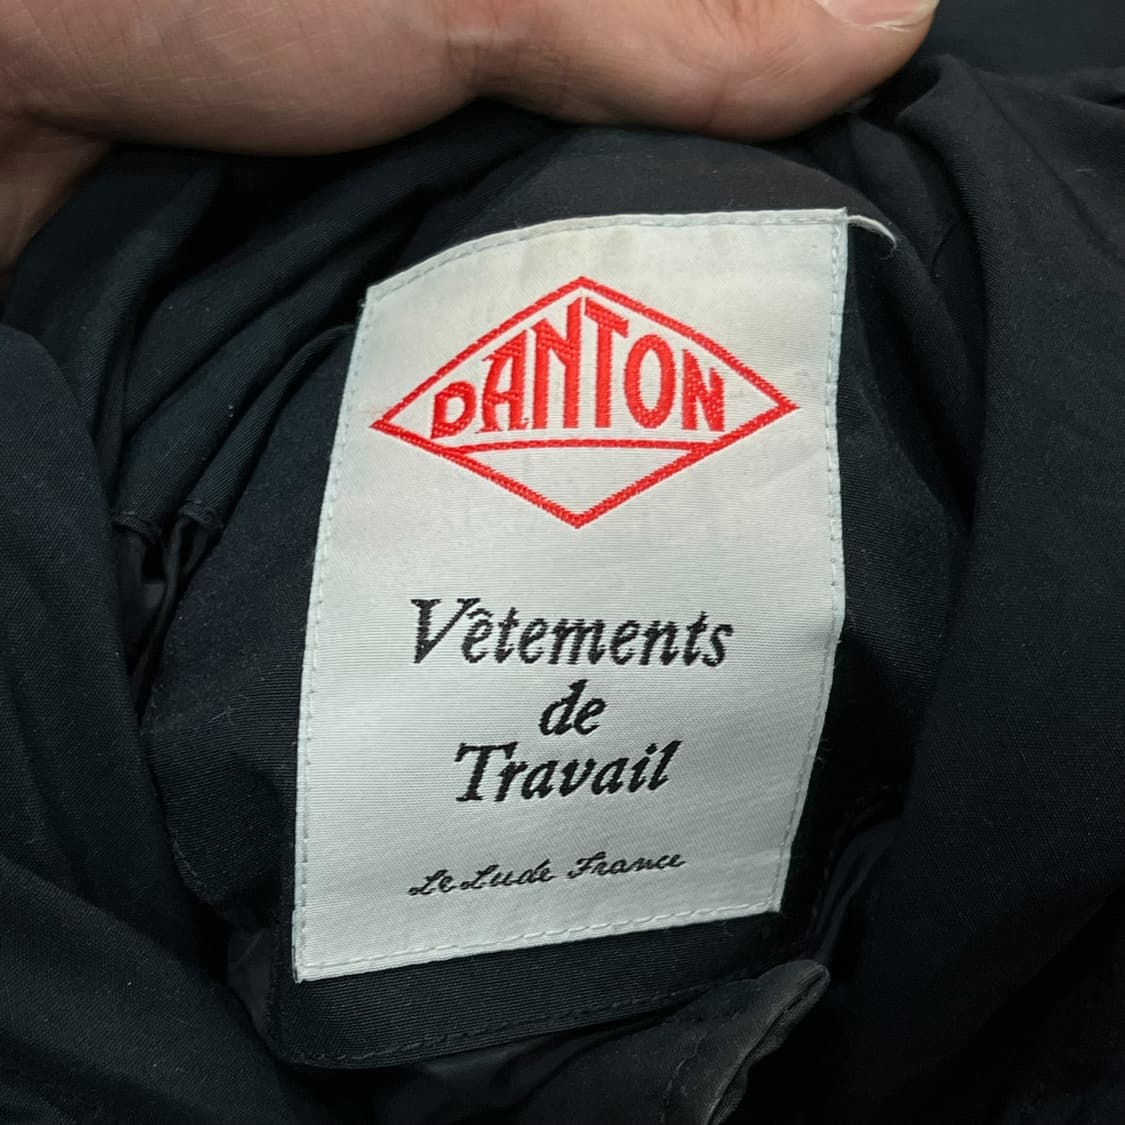 DANTON
Vêtements
de
Travail
Le Lude France